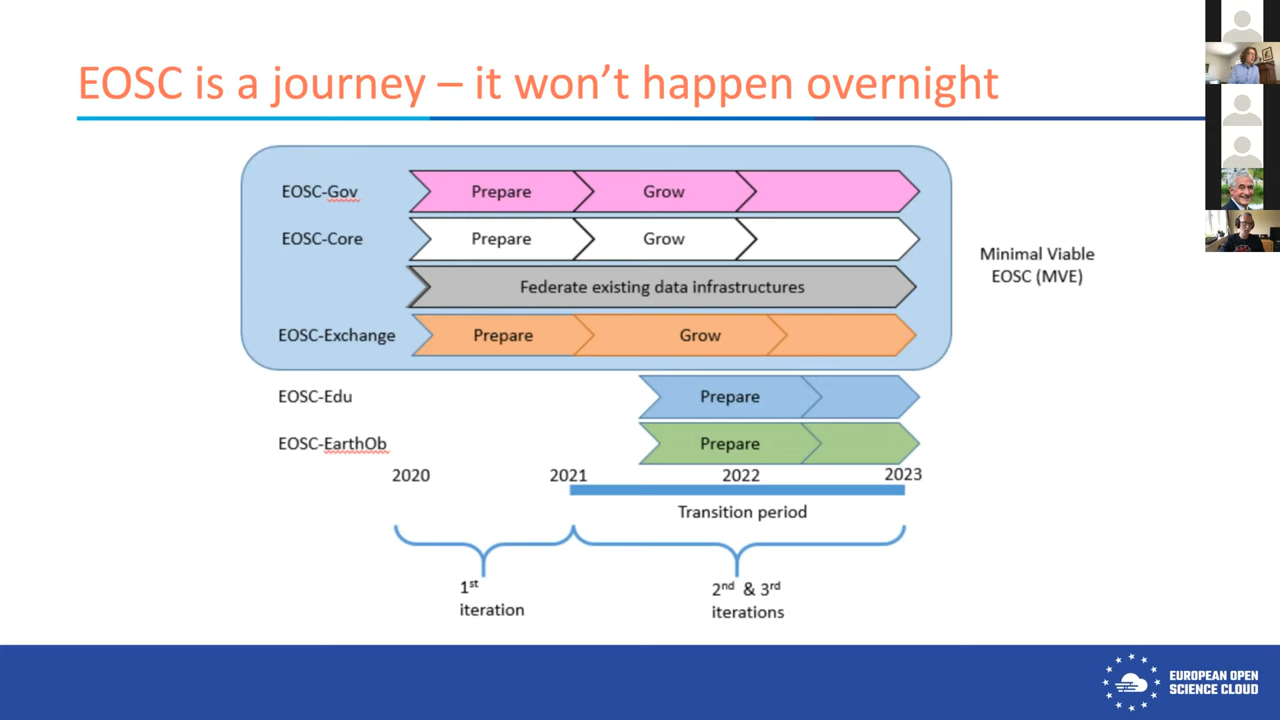 EOSC is a journey – it won’t happen overnight
EOSC-Gov
Prepare
Grow
EOSC-Core
Prepare
Grow
Minimal Viable
EOSC (MVE)
Federate existing data infrastructures
EOSC-Exchange
Prepare
Grow
EOSC-Edu
Prepare
EOSC-EarthOb
Prepare
2020
2021
2022
2023
Transition period
1st
iteration
2nd & 3rd
iterations
EUROPEAN OPEN
SCIENCE CLOUD